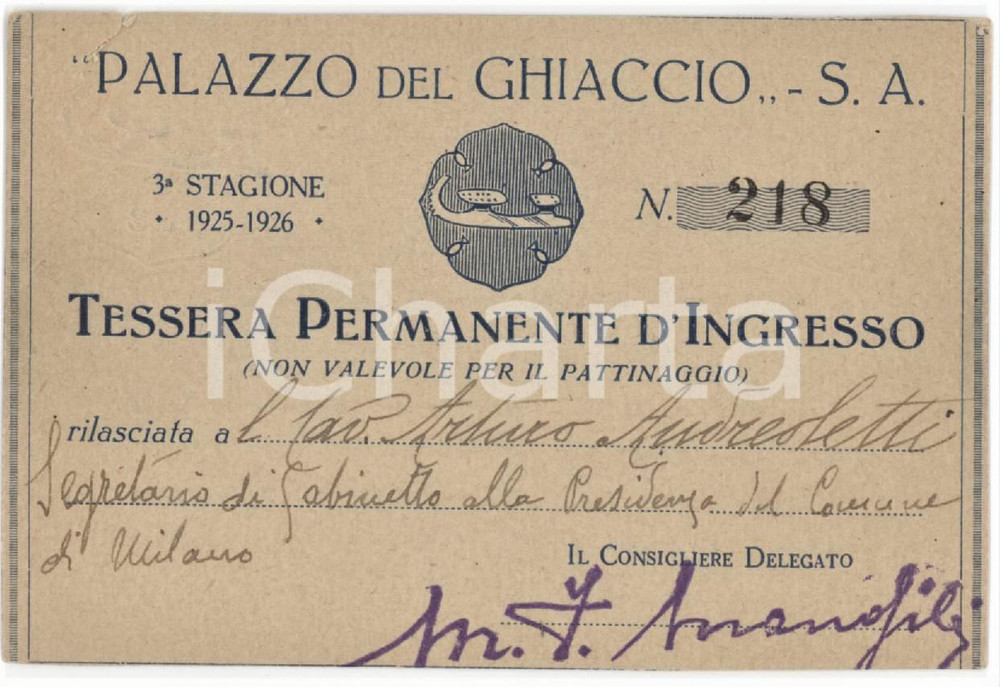 "PALAZZO DEL GHIACCIO„ - S. A.
3ª STAGIONE
• 1925-1926 •
N. 218
iCharta
TESSERA PERMANENTE D'INGRESSO
(NON VALEVOLE PER IL PATTINAGGIO)
rilasciata al Cav. Arturo Andreoletti
Segretario di Gabinetto alla Presidenza del Comune
di Milano
IL CONSIGLIERE DELEGATO